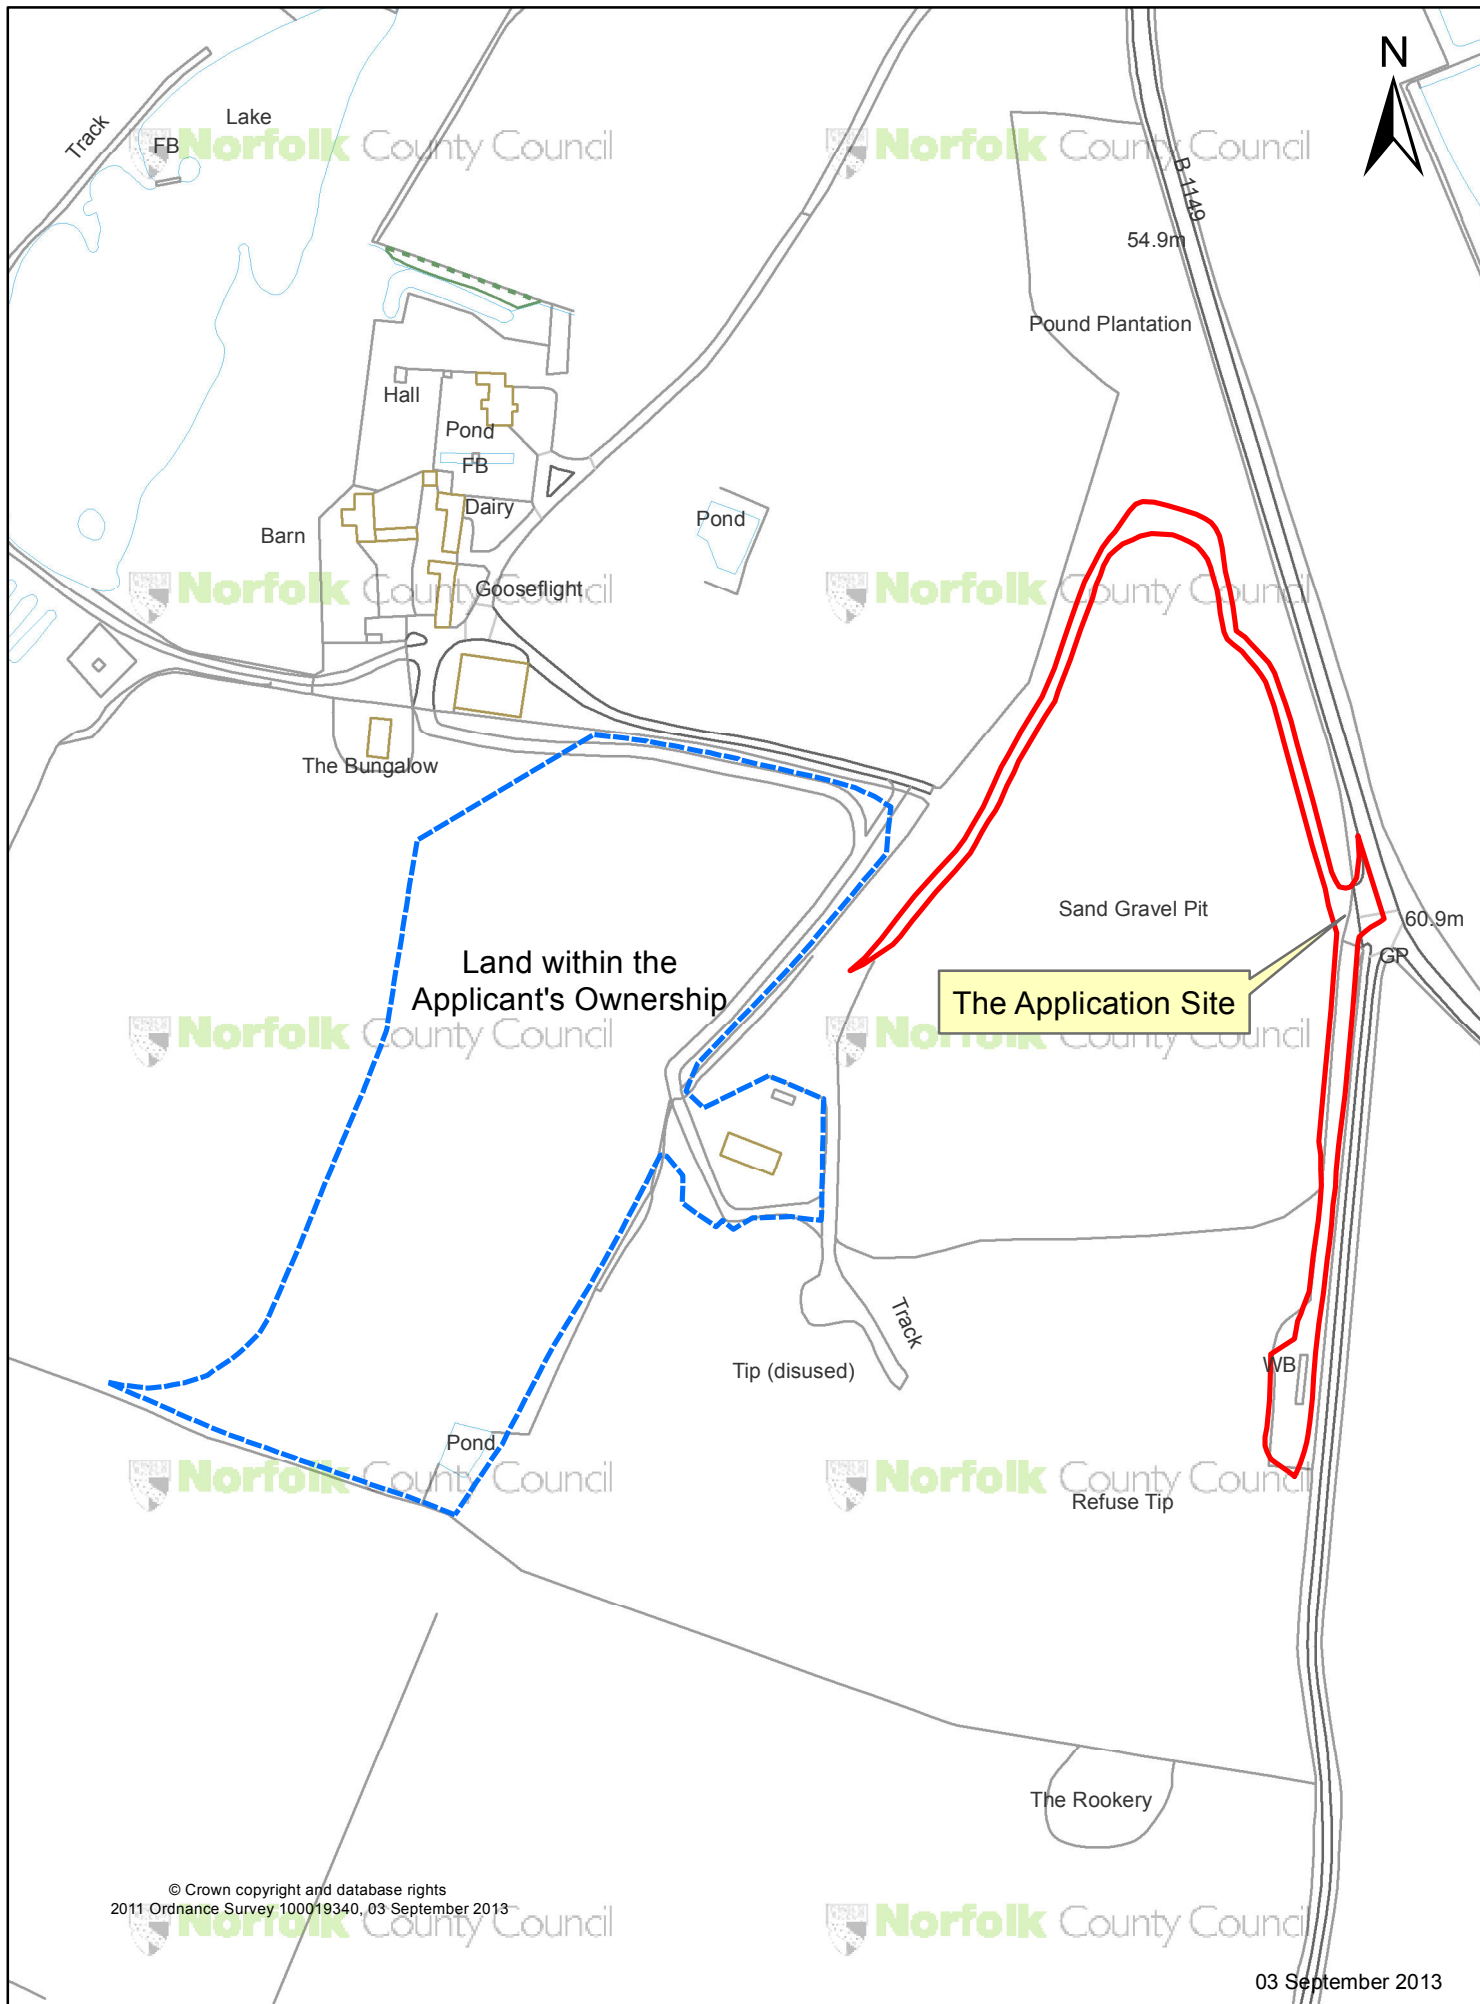 N
Track
Lake
FB
Norfolk County Council
Norfolk County Council
B 1149
54.9m
Pound Plantation
Hall
Pond
FB
Dairy
Barn
Pond
Gooseflight
Norfolk County Council
Norfolk County Council
The Bungalow
Sand Gravel Pit
60.9m
GP
Land within the
Applicant's Ownership
The Application Site
Norfolk County Council
Norfolk County Council
Track
Tip (disused)
WB
Pond
Norfolk County Council
Norfolk County Council
Refuse Tip
The Rookery
© Crown copyright and database rights
2011 Ordnance Survey 100019340, 03 September 2013
Norfolk County Council
Norfolk County Council
03 September 2013